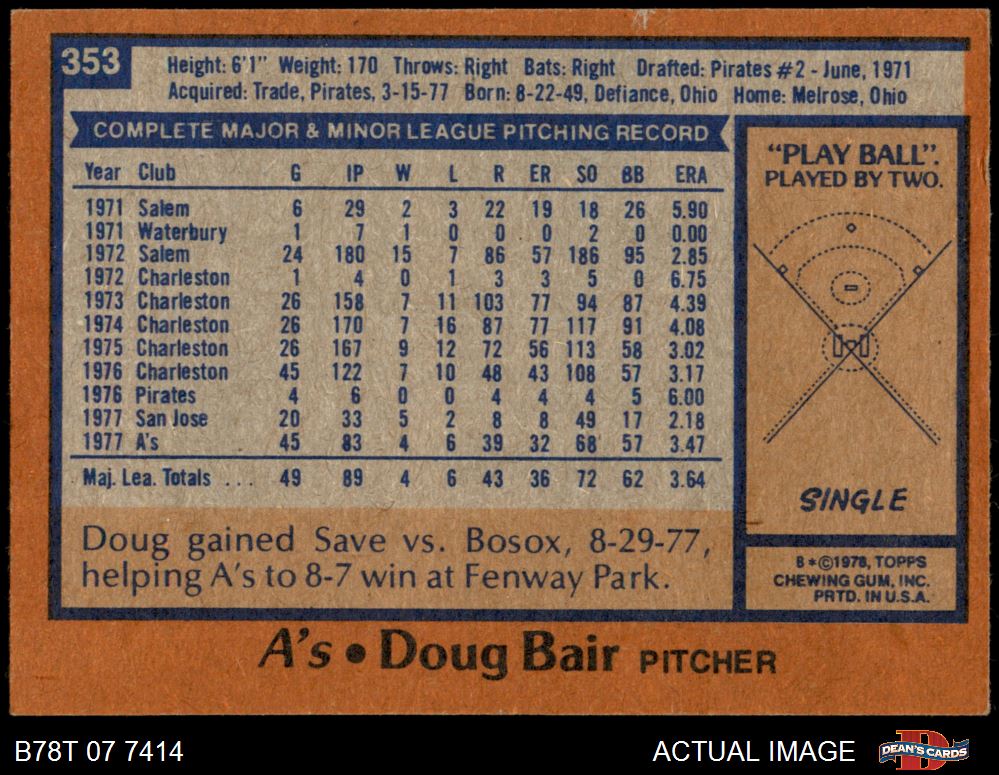 353
Height: 6'1" Weight: 170 Throws: Right Bats: Right Drafted: Pirates #2 - June, 1971
Acquired: Trade, Pirates, 3-15-77 Born: 8-22-49, Defiance, Ohio Home: Melrose, Ohio
COMPLETE MAJOR & MINOR LEAGUE PITCHING RECORD
Year Club G IP W L R ER SO BB ERA
1971 Salem 6 29 2 3 22 19 18 26 5.90
1971 Waterbury 1 7 1 0 0 0 2 0 0.00
1972 Salem 24 180 15 7 86 57 186 95 2.85
1972 Charleston 1 4 0 1 3 3 5 0 6.75
1973 Charleston 26 158 7 11 103 77 94 87 4.39
1974 Charleston 26 170 7 16 87 77 117 91 4.08
1975 Charleston 26 167 9 12 72 56 113 58 3.02
1976 Charleston 45 122 7 10 48 43 108 57 3.17
1976 Pirates 4 6 0 0 4 4 4 5 6.00
1977 San Jose 20 33 5 2 8 8 49 17 2.18
1977 A's 45 83 4 6 39 32 68 57 3.47
Maj. Lea. Totals ... 49 89 4 6 43 36 72 62 3.64
Doug gained Save vs. Bosox, 8-29-77,
helping A's to 8-7 win at Fenway Park.
"PLAY BALL".
PLAYED BY TWO.
SINGLE
B*©1978, TOPPS
CHEWING GUM, INC.
PRTD. IN U.S.A.
A's • Doug Bair PITCHER
B78T 07 7414
ACTUAL IMAGE
D
DEAN'S CARDS